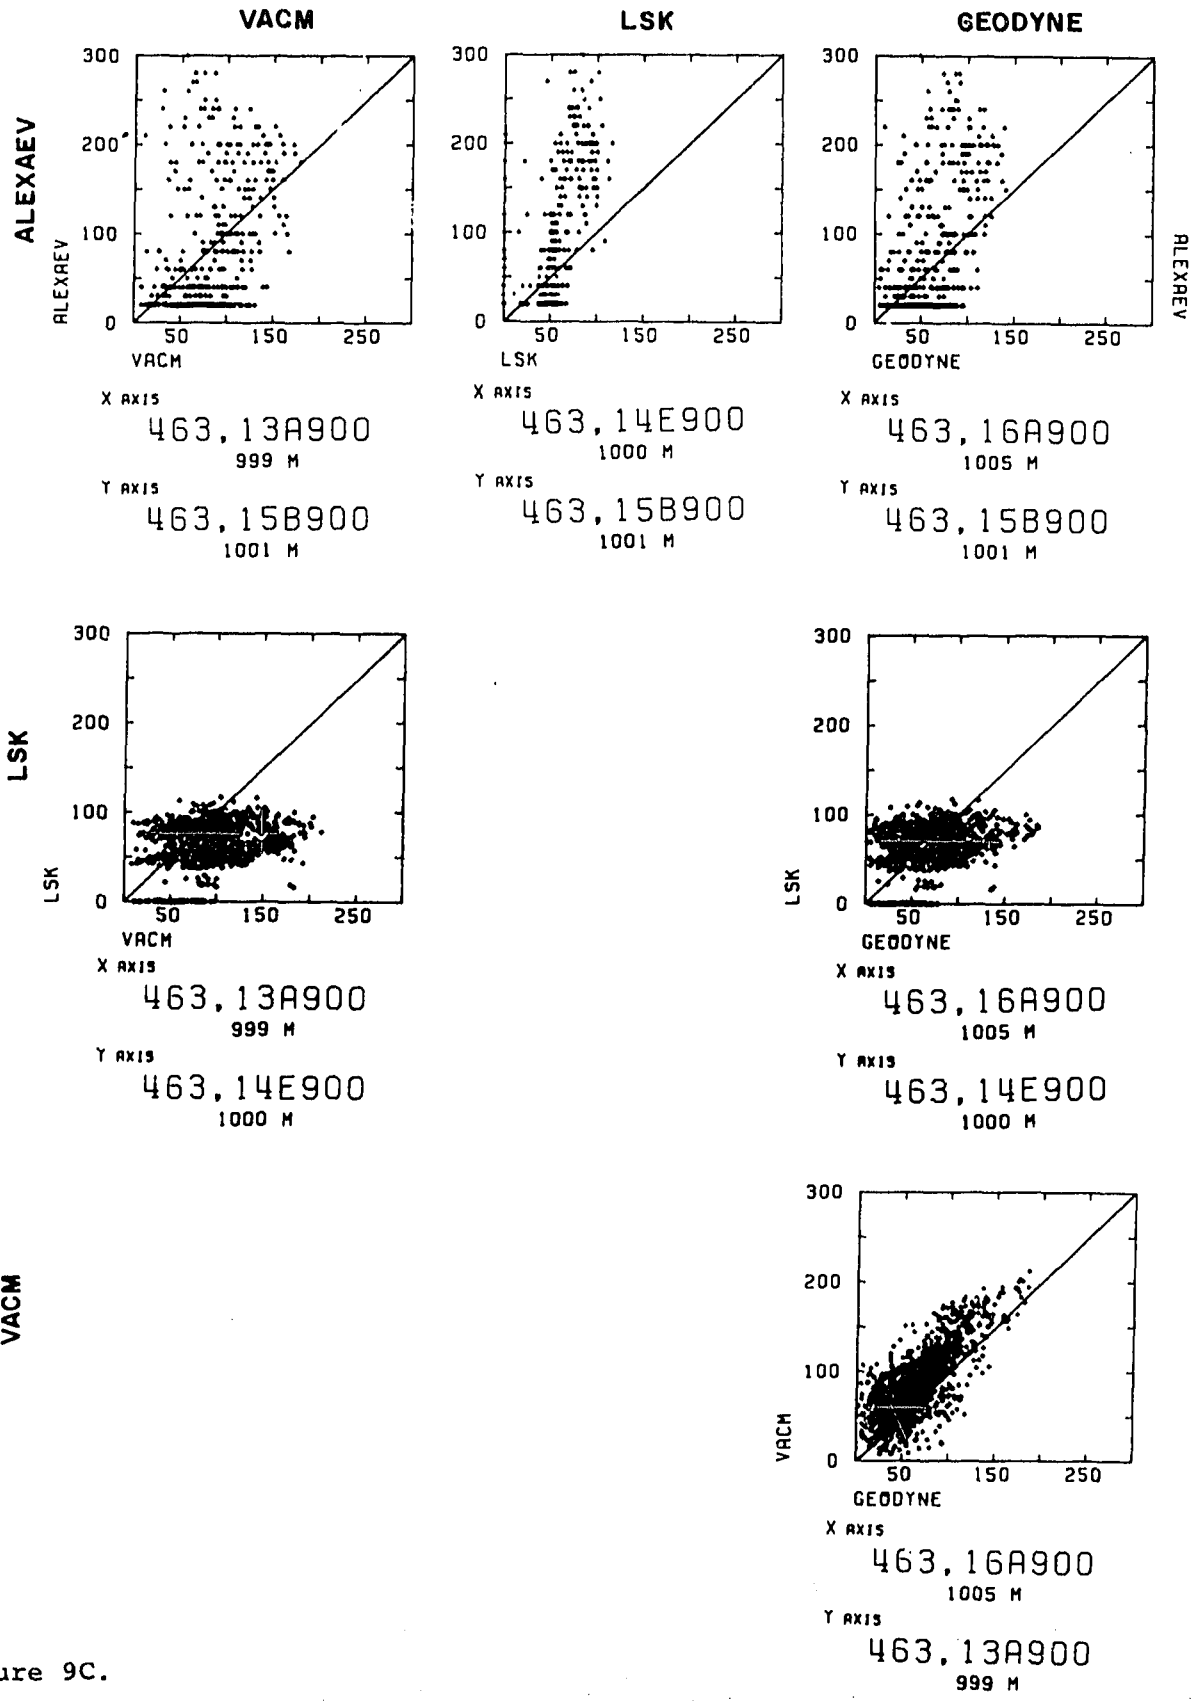 VACM LSK GEODYNE
ALEXAEV
300
200
100
0
ALEXAEV
50 150 250
VACM
X AXIS
463,13A900
999 M
Y AXIS
463,15B900
1001 M
300
200
100
0
50 150 250
LSK
X AXIS
463,14E900
1000 M
Y AXIS
463,15B900
1001 M
300
200
100
0
ALEXAEV
50 150 250
GEODYNE
X AXIS
463,16A900
1005 M
Y AXIS
463,15B900
1001 M
LSK
300
200
100
0
LSK
50 150 250
VACM
X AXIS
463,13A900
999 M
Y AXIS
463,14E900
1000 M
300
200
100
0
LSK
50 150 250
GEODYNE
X AXIS
463,16A900
1005 M
Y AXIS
463,14E900
1000 M
VACM
300
200
100
0
VACM
50 150 250
GEODYNE
X AXIS
463,16A900
1005 M
Y AXIS
463,13A900
999 M
ure 9C.